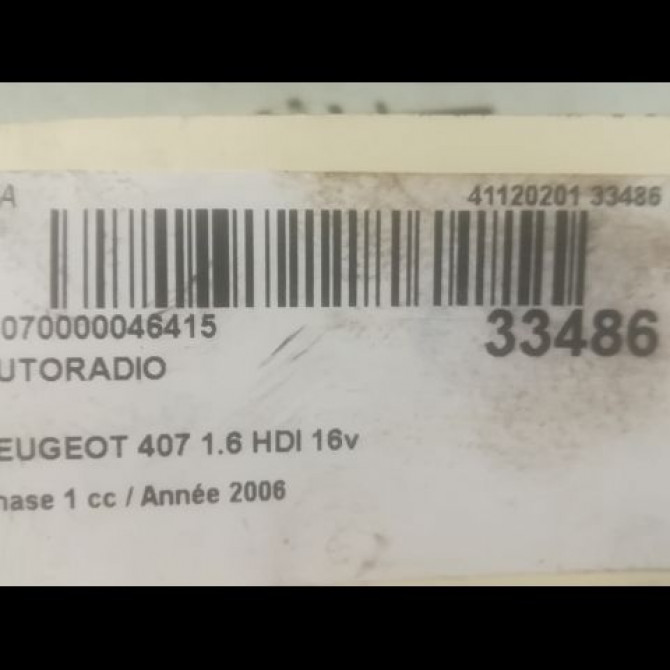 A 41120201 33486
070000046415 33486
UTORADIO
EUGEOT 407 1.6 HDI 16v
hase 1 cc / Année 2006